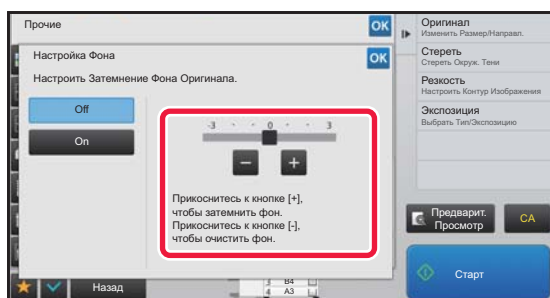 Прочие
OK
Настройка Фона
OK
Настроить Затемнение Фона Оригинала.
Off
On
-3 0 3
− +
Прикоснитесь к кнопке [+],
чтобы затемнить фон.
Прикоснитесь к кнопке [-],
чтобы очистить фон.
Назад
3 B4
4 A3
Оригинал
Изменить Размер/Направл.
Стереть
Стереть Окруж. Тени
Резкость
Настроить Контур Изображения
Экспозиция
Выбрать Тип/Экспозицию
Предварит.
Просмотр
CA
Старт